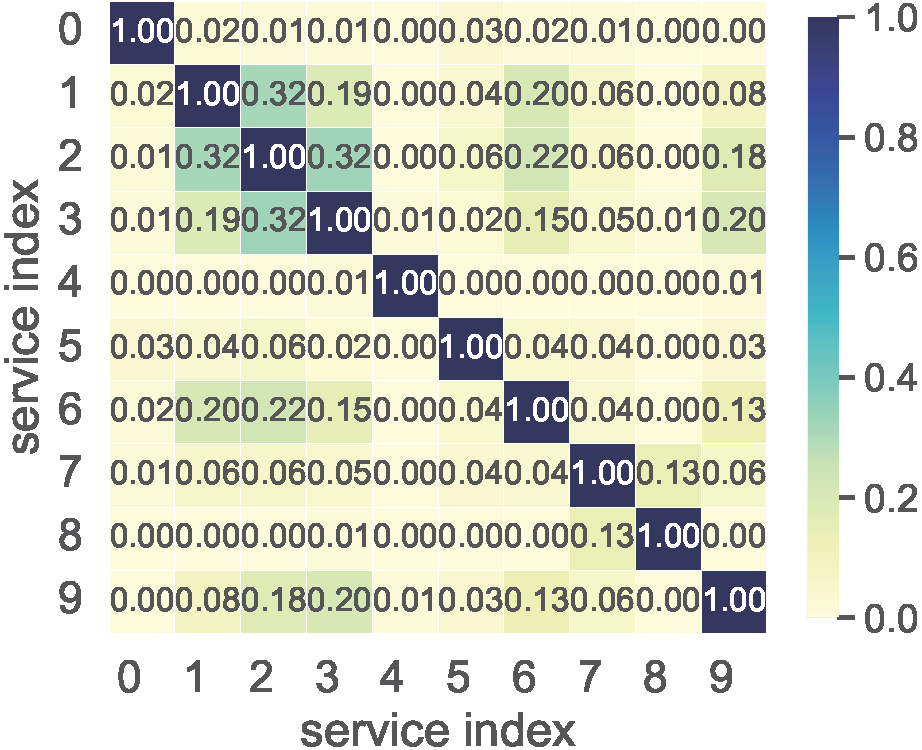 0 1.00 0.02 0.01 0.01 0.00 0.03 0.02 0.01 0.00 0.00
1 0.02 1.00 0.32 0.19 0.00 0.04 0.20 0.06 0.00 0.08
2 0.01 0.32 1.00 0.32 0.00 0.06 0.22 0.06 0.00 0.18
3 0.01 0.19 0.32 1.00 0.01 0.02 0.15 0.05 0.01 0.20
4 0.00 0.00 0.00 0.01 1.00 0.00 0.00 0.00 0.00 0.01
5 0.03 0.04 0.06 0.02 0.00 1.00 0.04 0.04 0.00 0.03
6 0.02 0.20 0.22 0.15 0.00 0.04 1.00 0.04 0.00 0.13
7 0.01 0.06 0.06 0.05 0.00 0.04 0.04 1.00 0.13 0.06
8 0.00 0.00 0.00 0.01 0.00 0.00 0.00 0.13 1.00 0.00
9 0.00 0.08 0.18 0.20 0.01 0.03 0.13 0.06 0.00 1.00
0 1 2 3 4 5 6 7 8 9
service index
service index
1.0
0.8
0.6
0.4
0.2
0.0